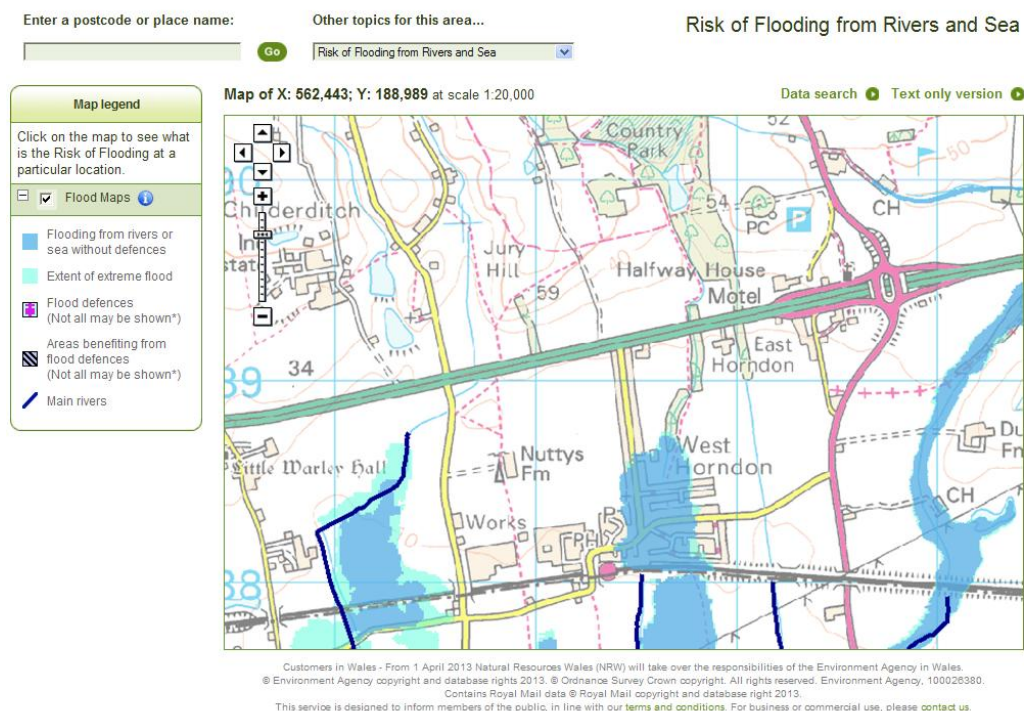 Enter a postcode or place name:
Other topics for this area...
Risk of Flooding from Rivers and Sea
Go
Risk of Flooding from Rivers and Sea
Map legend
Click on the map to see what
is the Risk of Flooding at a
particular location.
Flood Maps
Flooding from rivers or
sea without defences
Extent of extreme flood
Flood defences
(Not all may be shown*)
Areas benefiting from
flood defences
(Not all may be shown*)
Main rivers
Map of X: 562,443; Y: 188,989 at scale 1:20,000
Data search
Text only version
Country
Park
52
50
90
54
CH
PC
P
Jury
Hill
40
Halfway House
Motel
59
East
Horndon
34
89
West
Horndon
Little Warley Hall
Nuttys
Fm
CH
Works
PH
88
Customers in Wales - From 1 April 2013 Natural Resources Wales (NRW) will take over the responsibilities of the Environment Agency in Wales.
© Environment Agency copyright and database rights 2013. © Ordnance Survey Crown copyright. All rights reserved. Environment Agency, 100026380.
Contains Royal Mail data © Royal Mail copyright and database right 2013.
This service is designed to inform members of the public, in line with our terms and conditions. For business or commercial use, please contact us.